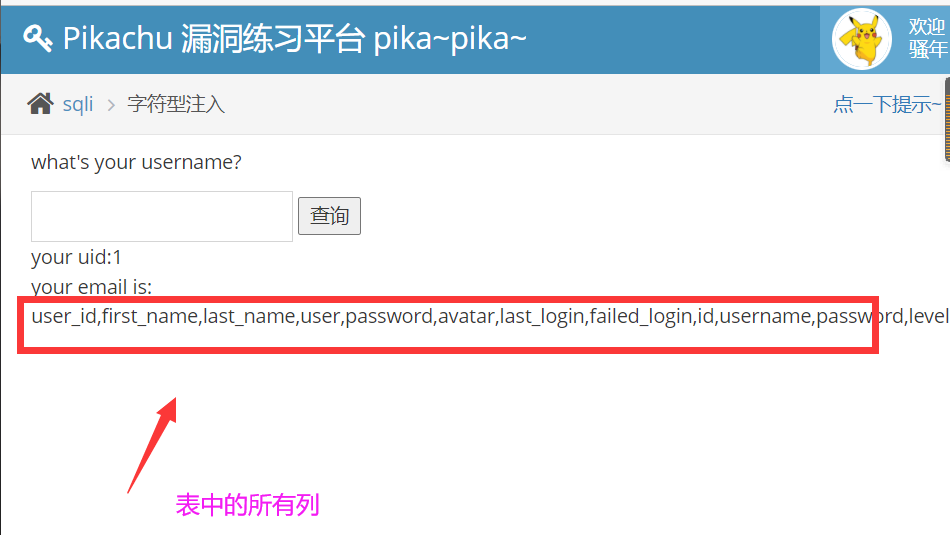 Pikachu 漏洞练习平台 pika~pika~
欢迎
骚年
sqli > 字符型注入
点一下提示~
what's your username?
查询
your uid:1
your email is:
user_id,first_name,last_name,user,password,avatar,last_login,failed_login,id,username,password,level
表中的所有列